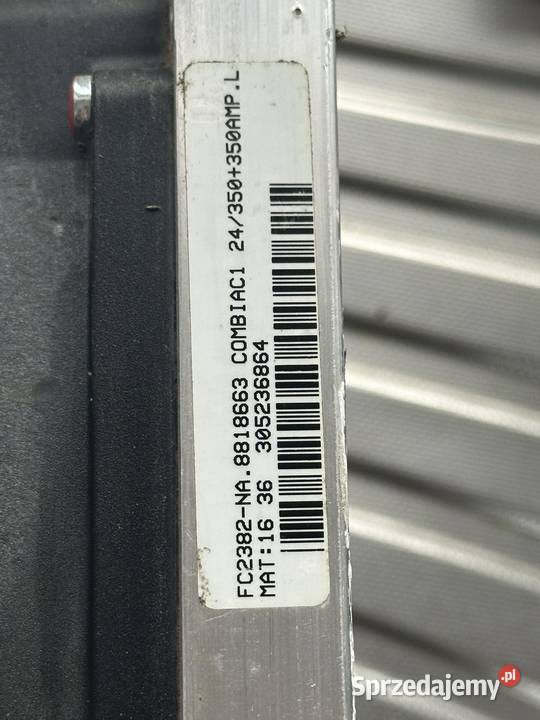 FC2382-NA.8818663 COMBIAC1 24/350+350AMP.L
MAT:16 36 305236864
Sprzedajemy.pl